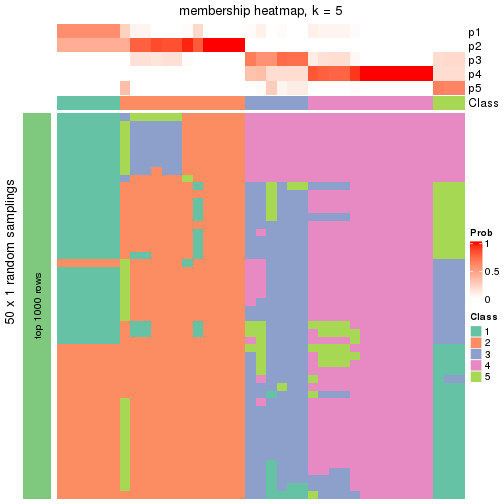 membership heatmap, k = 5
p1
p2
p3
p4
p5
Class
50 x 1 random samplings
top 1000 rows
Prob
1
0.5
0
Class
1
2
3
4
5